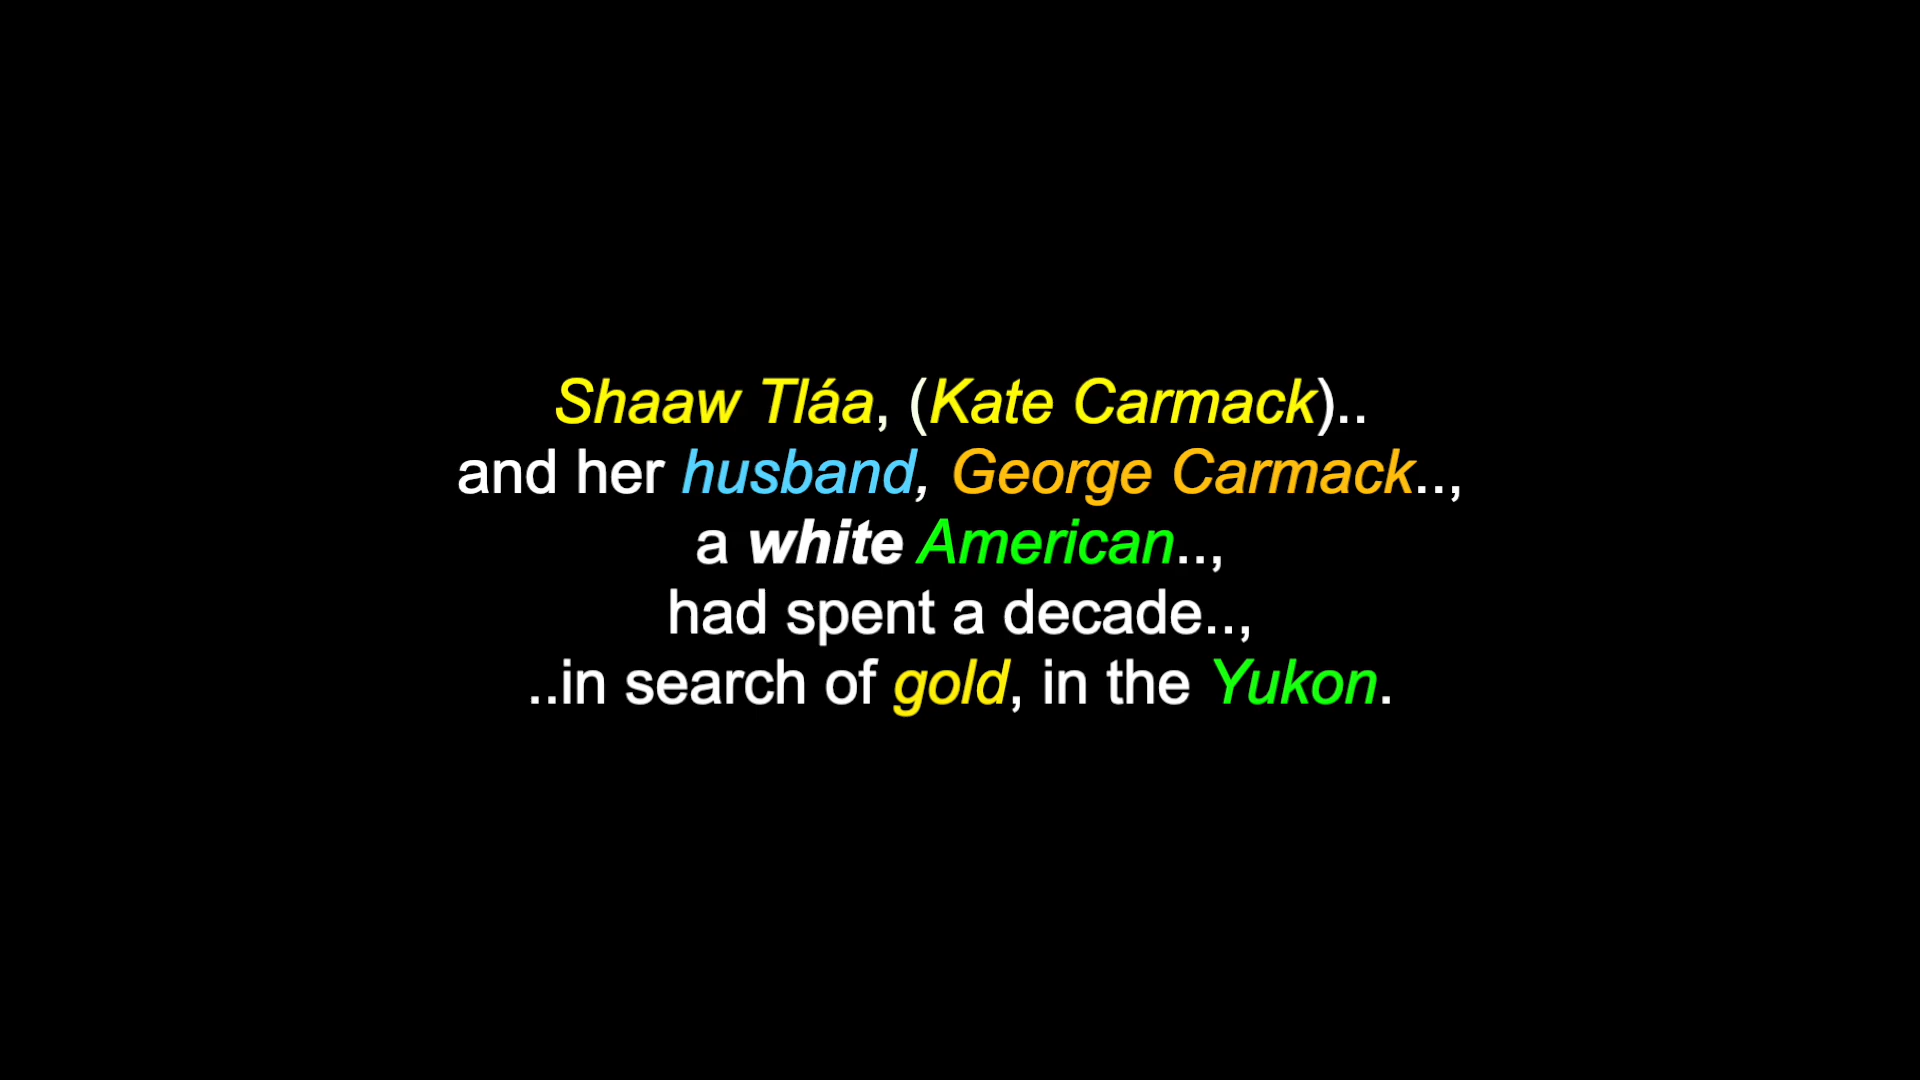 Shaaw Tláa, (Kate Carmack)..
and her husband, George Carmack..,
a white American..,
had spent a decade..,
..in search of gold, in the Yukon.